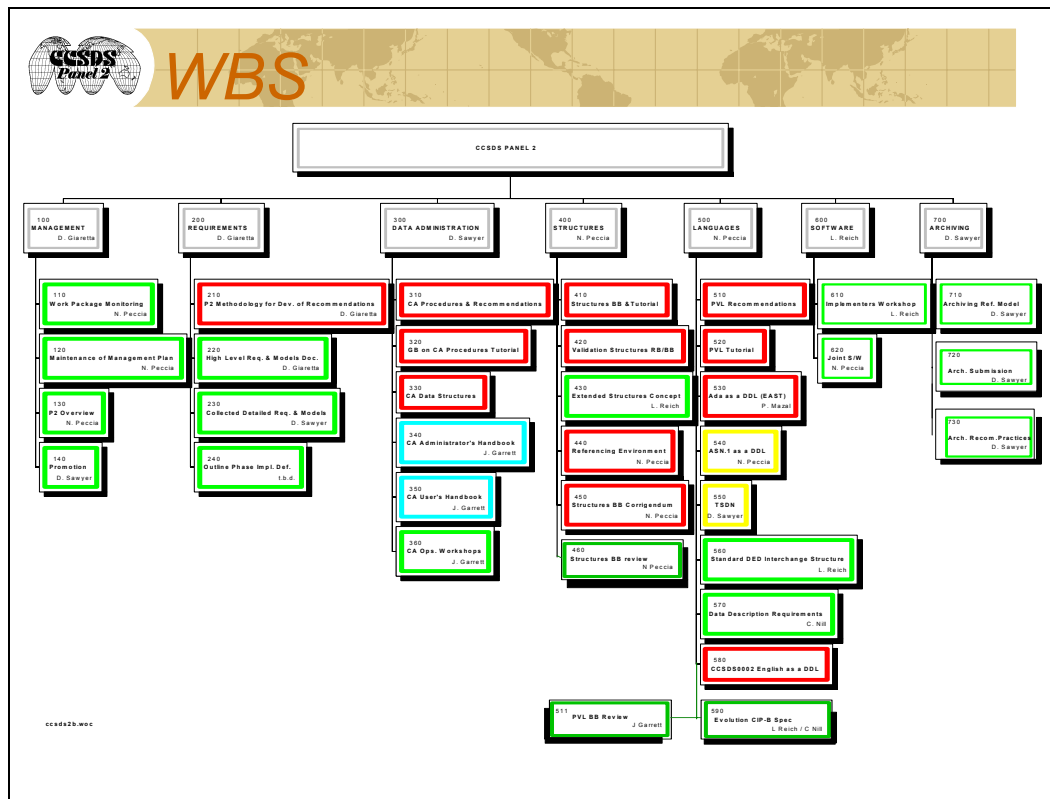 CCSDS
Panel 2
WBS
CCSDS PANEL 2
100
MANAGEMENT
D. Giaretta
200
REQUIREMENTS
D. Giaretta
300
DATA ADMINISTRATION
D. Sawyer
400
STRUCTURES
N. Peccia
500
LANGUAGES
N. Peccia
600
SOFTWARE
L. Reich
700
ARCHIVING
D. Sawyer
110
Work Package Monitoring
N. Peccia
120
Maintenance of Management Plan
N. Peccia
130
P2 Overview
N. Peccia
140
Promotion
D. Sawyer
210
P2 Methodology for Dev. of Recommendations
D. Giaretta
220
High Level Req. & Models Doc.
D. Giaretta
230
Collected Detailed Req. & Models
D. Sawyer
240
Outline Phase Impl. Def.
t.b.d.
310
CA Procedures & Recommendations
320
GB on CA Procedures Tutorial
330
CA Data Structures
340
CA Administrator's Handbook
J. Garrett
350
CA User's Handbook
J. Garrett
360
CA Ops. Workshops
J. Garrett
410
Structures BB & Tutorial
420
Validation Structures RB/BB
430
Extended Structures Concept
L. Reich
440
Referencing Environment
N. Peccia
450
Structures BB Corrigendum
N. Peccia
460
Structures BB review
N Peccia
510
PVL Recommendations
520
PVL Tutorial
530
Ada as a DDL (EAST)
P. Mazal
540
ASN.1 as a DDL
N. Peccia
550
TSDN
D. Sawyer
560
Standard DED Interchange Structure
L. Reich
570
Data Description Requirements
C. Nill
580
CCSDS0002 English as a DDL
511
PVL BB Review
J Garrett
590
Evolution CIP-B Spec
L Reich / C Nill
610
Implementers Workshop
L. Reich
620
Joint S/W
N. Peccia
710
Archiving Ref. Model
D. Sawyer
720
Arch. Submission
D. Sawyer
730
Arch. Recom.Practices
D. Sawyer
ccsds2b.woc